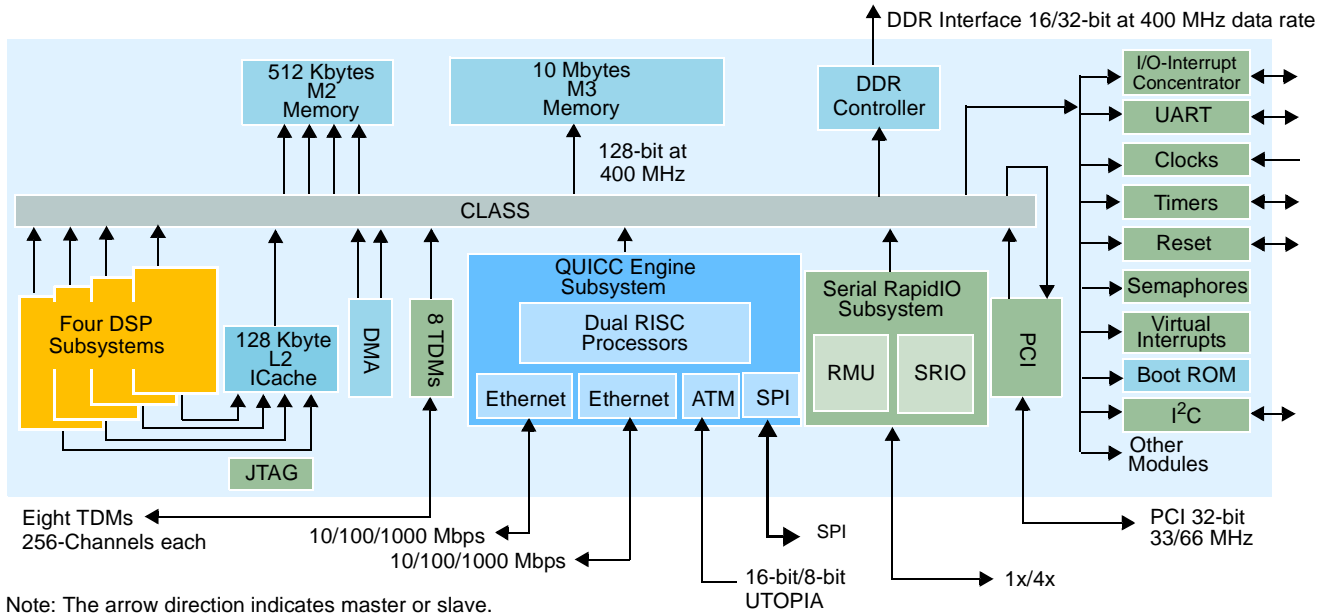 DDR Interface 16/32-bit at 400 MHz data rate
512 Kbytes
M2
Memory
10 Mbytes
M3
Memory
DDR
Controller
I/O-Interrupt
Concentrator
UART
Clocks
Timers
Reset
Semaphores
Virtual
Interrupts
Boot ROM
I²C
Other
Modules
128-bit at
400 MHz
CLASS
Four DSP
Subsystems
128 Kbyte
L2
ICache
DMA
8 TDMs
QUICC Engine
Subsystem
Dual RISC
Processors
Ethernet
Ethernet
ATM
SPI
Serial RapidIO
Subsystem
RMU
SRIO
PCI
JTAG
Eight TDMs
256-Channels each
10/100/1000 Mbps
10/100/1000 Mbps
SPI
16-bit/8-bit
UTOPIA
1x/4x
PCI 32-bit
33/66 MHz
Note: The arrow direction indicates master or slave.